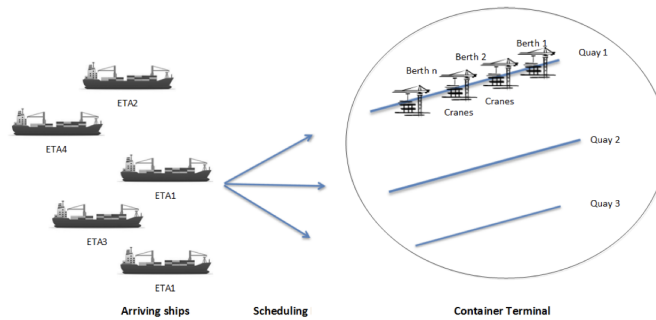 ETA2
ETA4
ETA1
ETA3
ETA1
Berth 1
Berth 2
Berth n
Quay 1
Cranes
Cranes
Quay 2
Quay 3
Arriving ships
Scheduling
Container Terminal